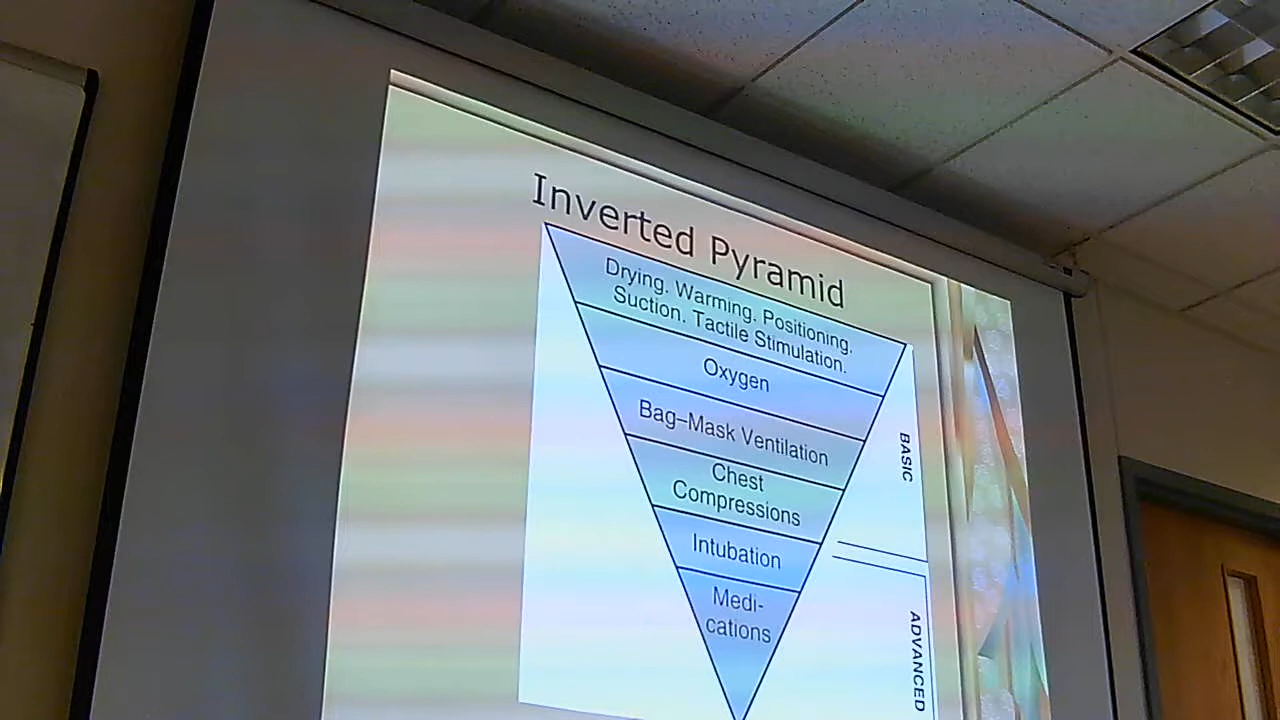 Inverted Pyramid
Drying. Warming. Positioning.
Suction. Tactile Stimulation.
Oxygen
Bag–Mask Ventilation
Chest
Compressions
Intubation
Medi-
cations
BASIC
ADVANCED